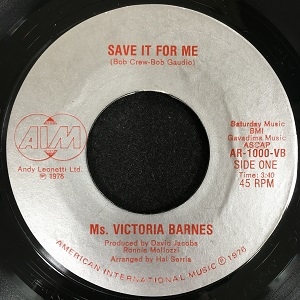 SAVE IT FOR ME
(Bob Crew-Bob Gaudio)
AIM
Andy Leonetti Ltd.
℗ 1976
Saturday Music
BMI
Gavadima Music
ASCAP
AR-1000-VB
SIDE ONE
Time: 3:40
45 RPM
Ms. VICTORIA BARNES
Produced by David Jacobs
Ronnie Mallozzi
Arranged by Hal Serra
AMERICAN INTERNATIONAL MUSIC ℗ 1976